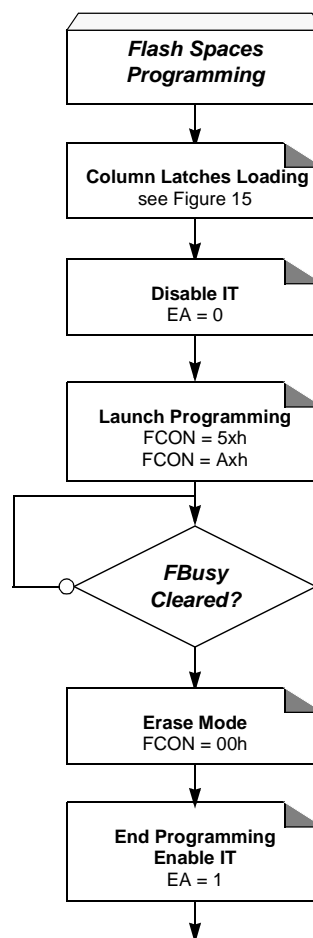 Flash Spaces
Programming
Column Latches Loading
see Figure 15
Disable IT
EA = 0
Launch Programming
FCON = 5xh
FCON = Axh
FBusy
Cleared?
Erase Mode
FCON = 00h
End Programming
Enable IT
EA = 1